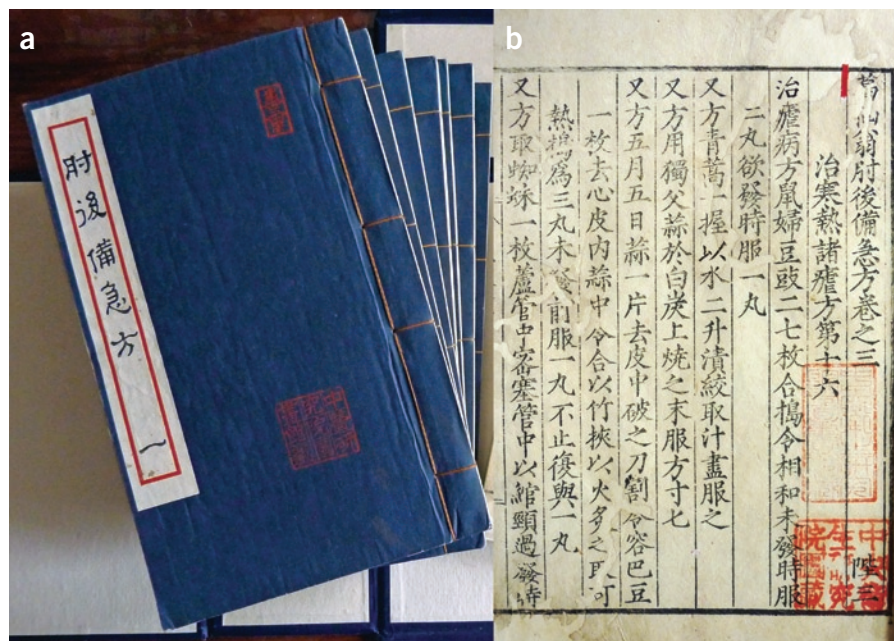 a
肘後備急方
一
b
葛仙翁肘後備急方卷之三
陛三
治寒熱諸瘧方第十六
治瘧病方鼠婦豆豉二七枚合搗令相和未發時服
二丸欲發時服一丸
又方青蒿一握以水二升漬絞取汁盡服之
又方用獨父蒜於白炭上燒之末服方寸七
又方五月五日蒜一片去皮中破之刀割令容巴豆
一枚去心皮內蒜中令合以竹挾以火炙之取可
熱搗爲三丸未發前服一丸不止復與一丸
又方取蜘蛛一枚蘆管中密塞管中以綰頸過發時